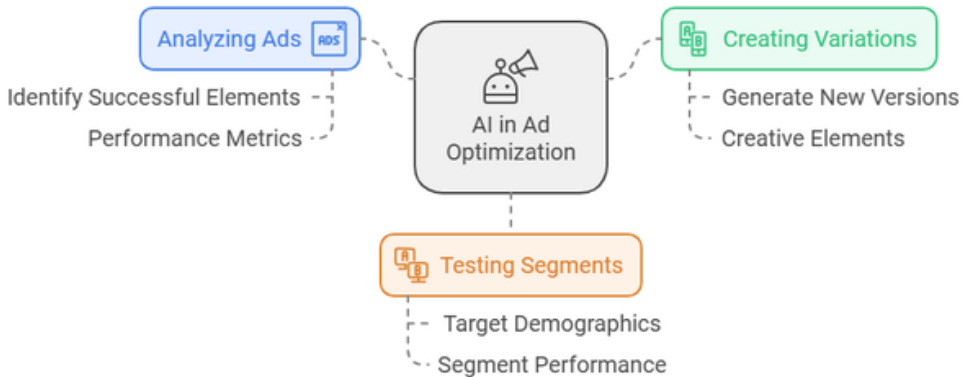 Analyzing Ads
ADS
Identify Successful Elements
Performance Metrics
AI in Ad
Optimization
A
B
Creating Variations
Generate New Versions
Creative Elements
A
B
Testing Segments
Target Demographics
Segment Performance